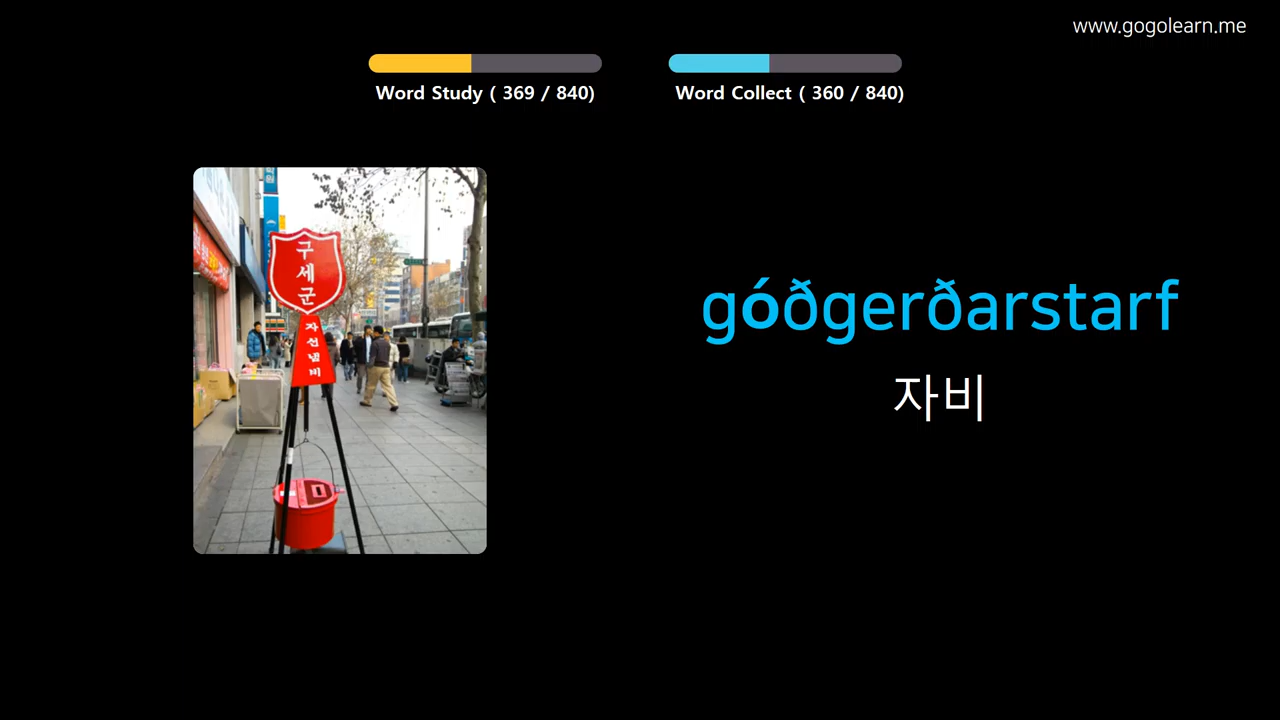 www.gogolearn.me
Word Study ( 369 / 840)
Word Collect ( 360 / 840)
구
세
군
자
선
냄
비
góðgerðarstarf
자비